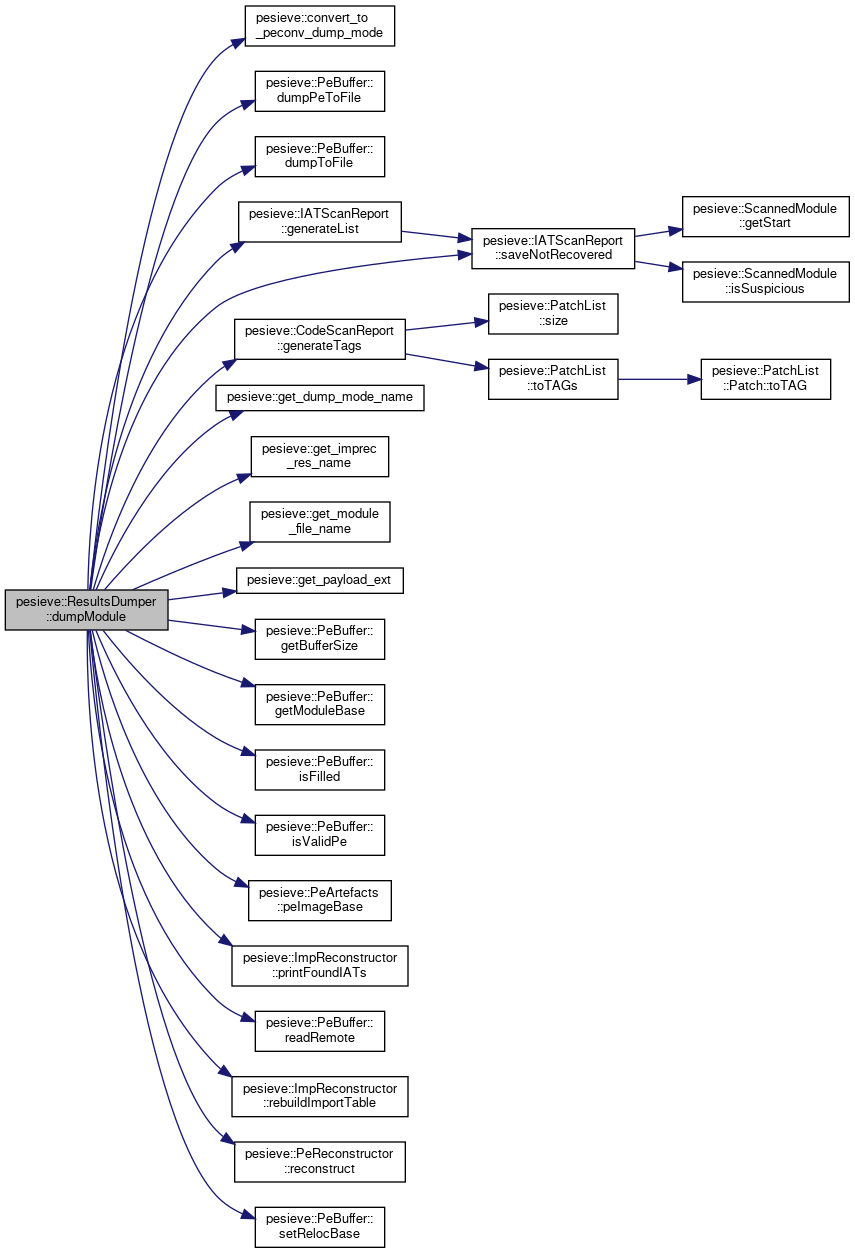 pesieve::convert_to
_peconv_dump_mode
pesieve::PeBuffer::
dumpPeToFile
pesieve::PeBuffer::
dumpToFile
pesieve::IATScanReport
::generateList
pesieve::IATScanReport
::saveNotRecovered
pesieve::ScannedModule
::getStart
pesieve::ScannedModule
::isSuspicious
pesieve::CodeScanReport
::generateTags
pesieve::PatchList
::size
pesieve::PatchList
::toTAGs
pesieve::PatchList
::Patch::toTAG
pesieve::get_dump_mode_name
pesieve::get_imprec
_res_name
pesieve::get_module
_file_name
pesieve::get_payload_ext
pesieve::ResultsDumper
::dumpModule
pesieve::PeBuffer::
getBufferSize
pesieve::PeBuffer::
getModuleBase
pesieve::PeBuffer::
isFilled
pesieve::PeBuffer::
isValidPe
pesieve::PeArtefacts
::peImageBase
pesieve::ImpReconstructor
::printFoundIATs
pesieve::PeBuffer::
readRemote
pesieve::ImpReconstructor
::rebuildImportTable
pesieve::PeReconstructor
::reconstruct
pesieve::PeBuffer::
setRelocBase